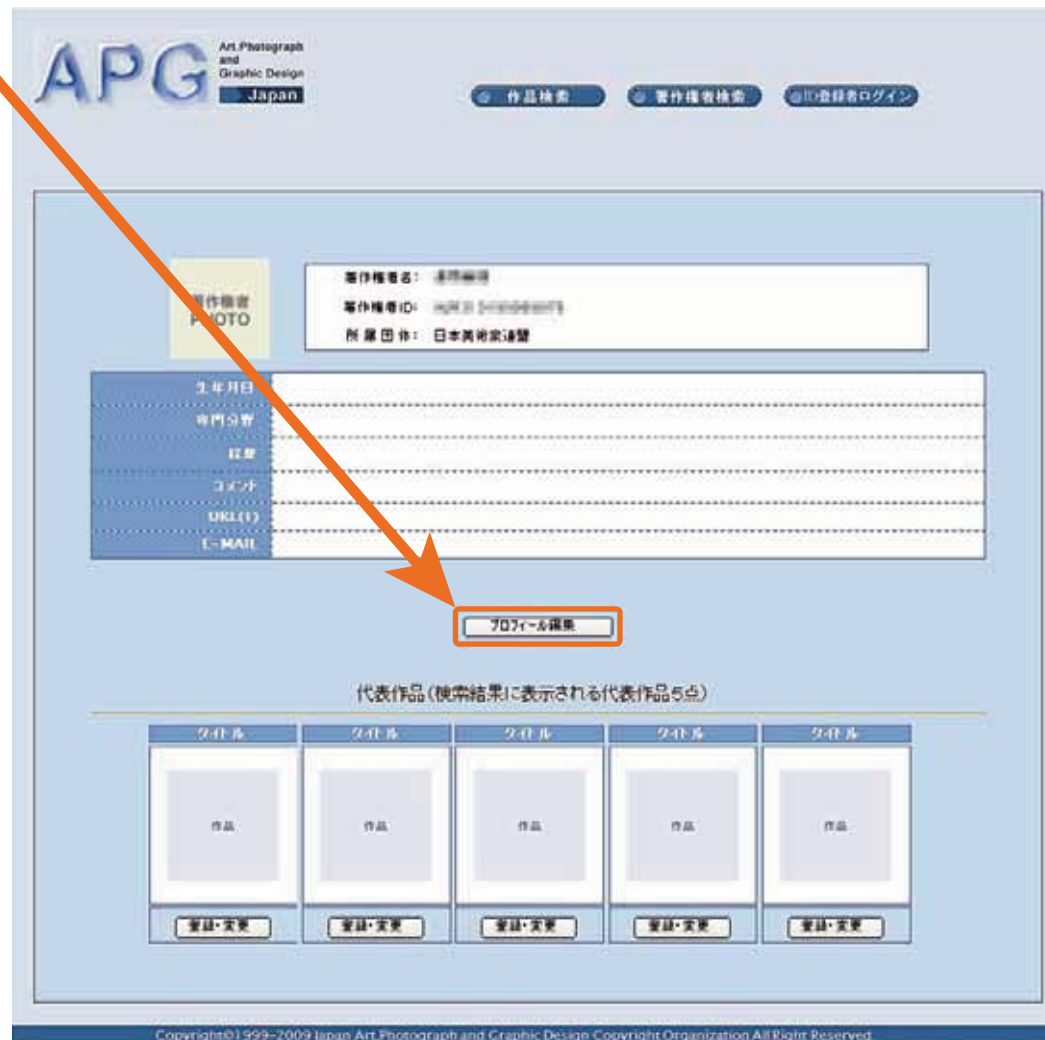 APG
Art.Photograph
and
Graphic Design
Japan
作品検索 著作権者検索 ID登録者ログイン
著作権者
PHOTO
著作権者名:
著作権者ID:
所属団体: 日本美術家連盟
生年月日
専門分野
経歴
コメント
URL(1)
E-MAIL
プロフィール編集
代表作品(検索結果に表示される代表作品5点)
タイトル タイトル タイトル タイトル タイトル
作品 作品 作品 作品 作品
登録・変更 登録・変更 登録・変更 登録・変更 登録・変更
Copyright©1999-2009 Japan Art Photograph and Graphic Design Copyright Organization All Right Reserved